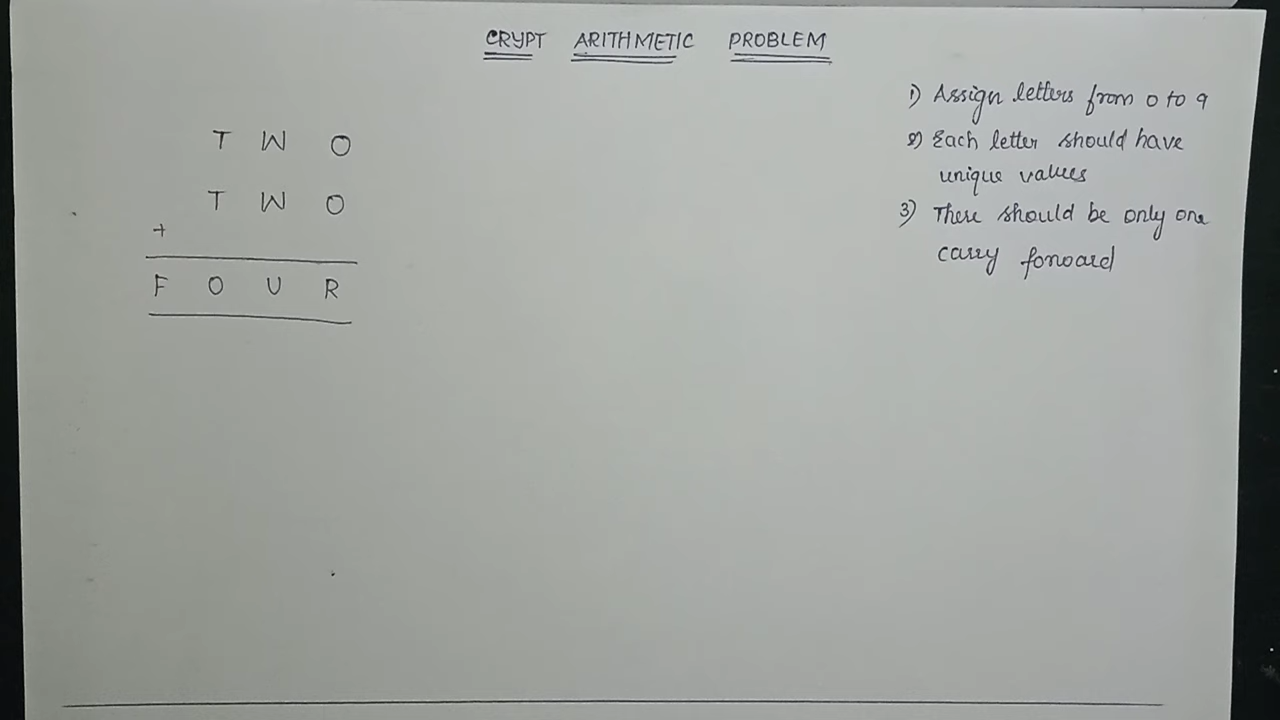 CRYPT ARITHMETIC PROBLEM
T W O
T W O
+
F O U R
1) Assign letters from 0 to 9
2) Each letter should have
unique values
3) There should be only one
carry forward